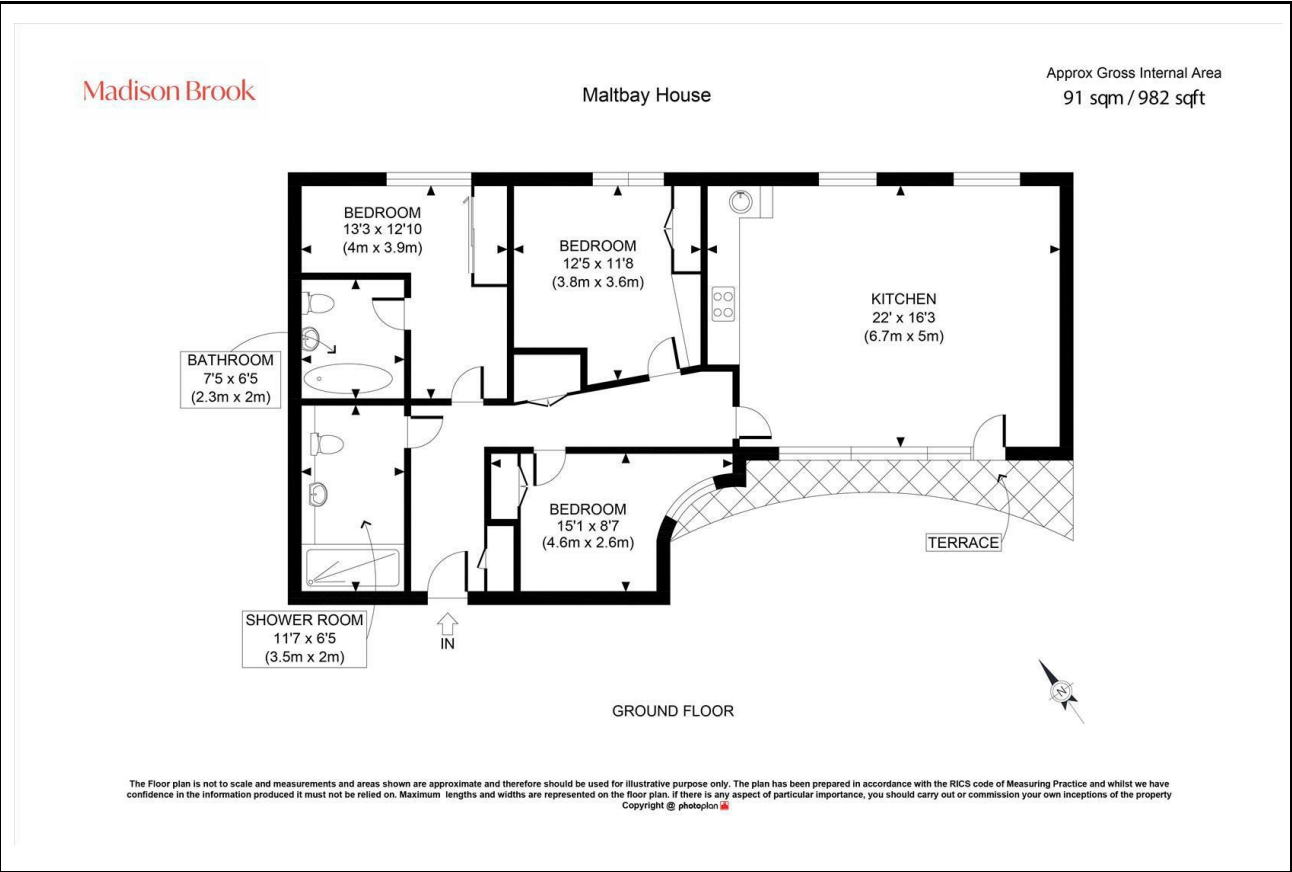 Madison Brook
Maltbay House
Approx Gross Internal Area
91 sqm / 982 sqft
BEDROOM
13'3 x 12'10
(4m x 3.9m)
BEDROOM
12'5 x 11'8
(3.8m x 3.6m)
KITCHEN
22' x 16'3
(6.7m x 5m)
BATHROOM
7'5 x 6'5
(2.3m x 2m)
BEDROOM
15'1 x 8'7
(4.6m x 2.6m)
TERRACE
SHOWER ROOM
11'7 x 6'5
(3.5m x 2m)
IN
N
GROUND FLOOR
The Floor plan is not to scale and measurements and areas shown are approximate and therefore should be used for illustrative purpose only. The plan has been prepared in accordance with the RICS code of Measuring Practice and whilst we have
confidence in the information produced it must not be relied on. Maximum lengths and widths are represented on the floor plan. if there is any aspect of particular importance, you should carry out or commission your own inceptions of the property
Copyright @ photoplan